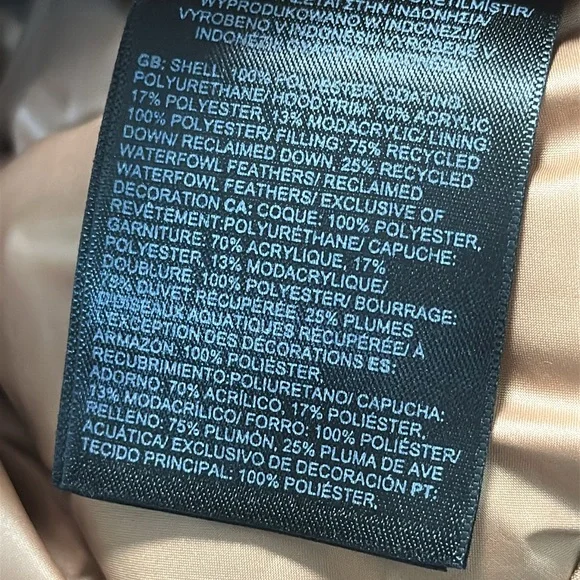 WYPRODUKOWANO W INDONEZJI/
GB: SHELL: 100% POLYESTER, COATING:
POLYURETHANE/ HOOD TRIM: 70% ACRYLIC,
17% POLYESTER, 13% MODACRYLIC/ LINING:
100% POLYESTER/ FILLING: 75% RECYCLED
DOWN/ RECLAIMED DOWN, 25% RECYCLED
WATERFOWL FEATHERS/ RECLAIMED
WATERFOWL FEATHERS/ EXCLUSIVE OF
DECORATION CA: COQUE: 100% POLYESTER,
REVÊTEMENT:POLYURÉTHANE/ CAPUCHE:
GARNITURE: 70% ACRYLIQUE, 17%
POLYESTER, 13% MODACRYLIQUE/
DOUBLURE, 100% POLYESTER/ BOURRAGE:
DUVET RÉCUPÉRÉE, 25% PLUMES
D'OISEAUX AQUATIQUES RÉCUPÉRÉE/ À
L'EXCEPTION DES DÉCORATIONS ES:
ARMAZÓN: 100% POLIÉSTER,
RECUBRIMIENTO:POLIURETANO/ CAPUCHA:
ADORNO, 70% ACRÍLICO, 17% POLIÉSTER,
13% MODACRÍLICO/ FORRO: 100% POLIÉSTER/
RELLENO: 75% PLUMÓN, 25% PLUMA DE AVE
ACUÁTICA/ EXCLUSIVO DE DECORACIÓN PT:
TECIDO PRINCIPAL: 100% POLIÉSTER,